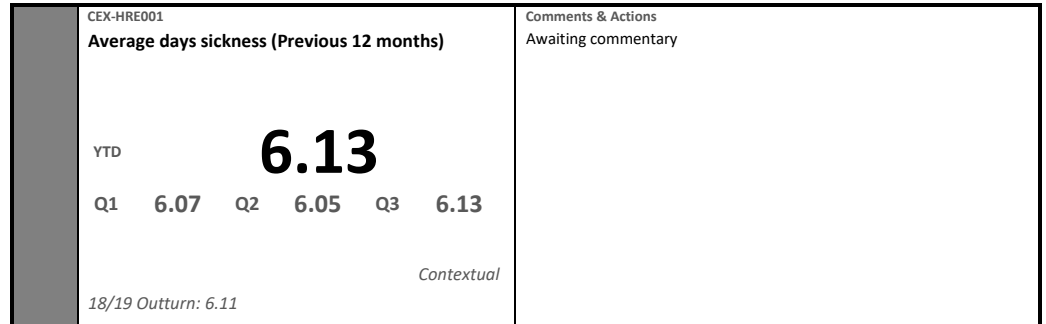 CEX-HRE001
Average days sickness (Previous 12 months)
YTD 6.13
Q1 6.07 Q2 6.05 Q3 6.13
Contextual
18/19 Outturn: 6.11
Comments & Actions
Awaiting commentary